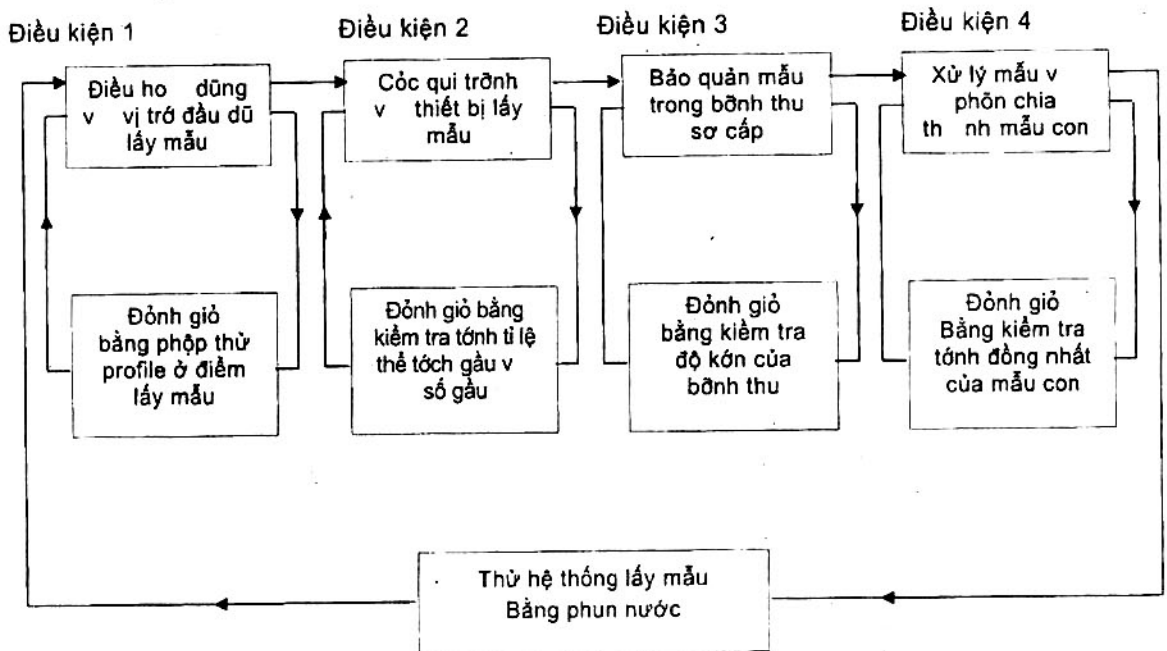 Điều kiện 1
Điều kiện 2
Điều kiện 3
Điều kiện 4
Điều ho dũng
v vị trớ đầu dũ
lấy mẫu
Cỏc qui trỡnh
v thiết bị lấy
mẫu
Bảo quản mẫu
trong bỡnh thu
sơ cấp
Xử lý mẫu v
phõn chia
th nh mẫu con
Đỏnh giỏ
bằng phộp thử
profile ở điểm
lấy mẫu
Đỏnh giỏ bằng
kiểm tra tớnh tỉ lệ
thể tớch gầu v
số gầu
Đỏnh giỏ
bằng kiểm tra
độ kớn của
bỡnh thu
Đỏnh giỏ
Bằng kiểm tra
tớnh đồng nhất
của mẫu con
Thử hệ thống lấy mẫu
Bằng phun nước